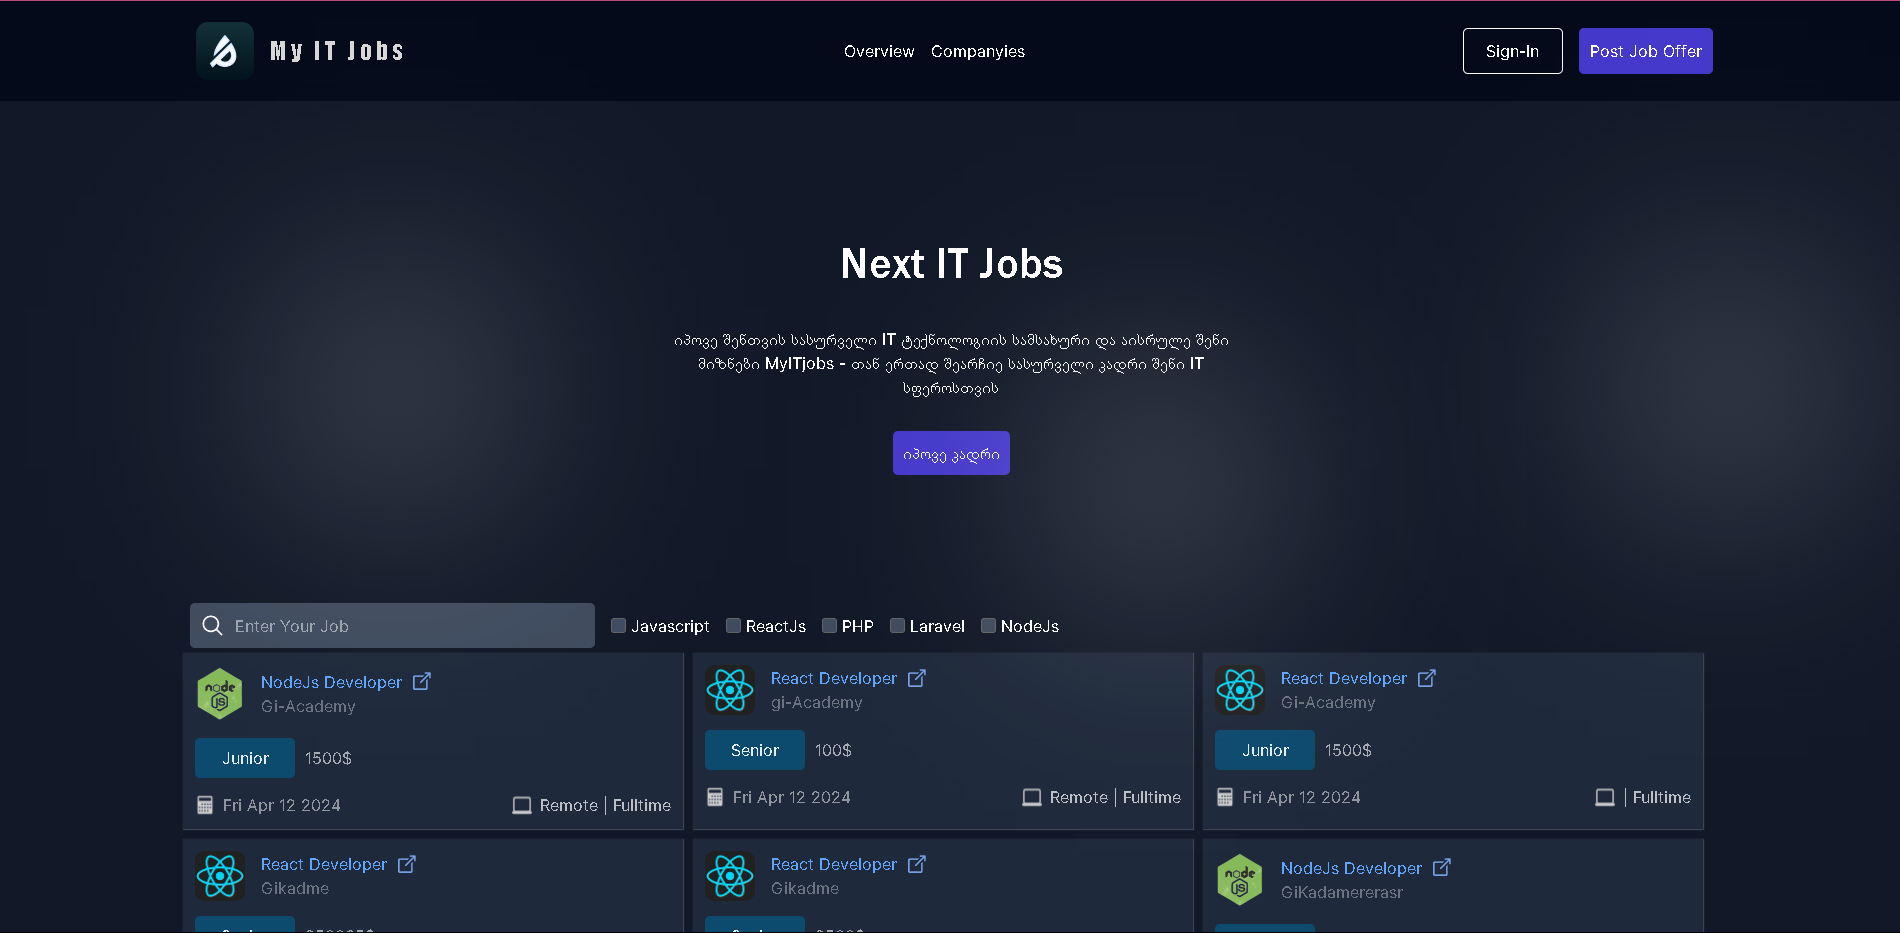 My IT Jobs
Overview Companyies
Sign-In Post Job Offer
Next IT Jobs
იპოვე შენთვის სასურველი IT ტექნოლოგიის სამსახური და აისრულე შენი
მიზნები MyITjobs - თან ერთად შეარჩიე სასურველი კადრი შენი IT
სფეროსთვის
იპოვე კადრი
Enter Your Job Javascript ReactJs PHP Laravel NodeJs
node
JS
NodeJs Developer
Gi-Academy
Junior 1500$
Fri Apr 12 2024 Remote | Fulltime
React Developer
gi-Academy
Senior 100$
Fri Apr 12 2024 Remote | Fulltime
React Developer
Gi-Academy
Junior 1500$
Fri Apr 12 2024 | Fulltime
React Developer
Gikadme
React Developer
Gikadme
node
JS
NodeJs Developer
GiKadamererasr